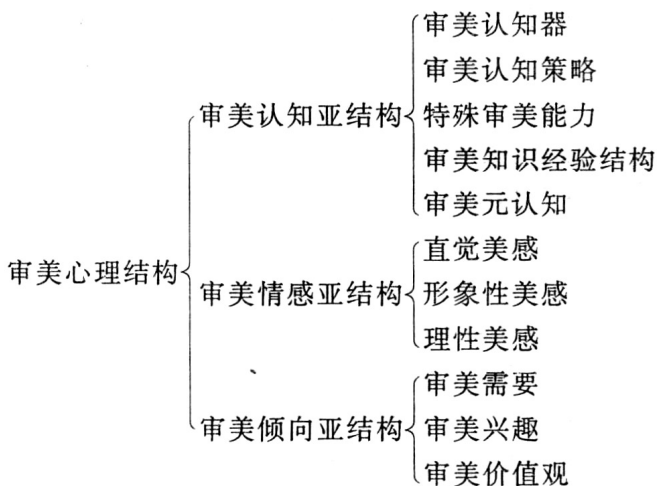 审美心理结构
审美认知亚结构
审美认知器
审美认知策略
特殊审美能力
审美知识经验结构
审美元认知
审美情感亚结构
直觉美感
形象性美感
理性美感
审美倾向亚结构
审美需要
审美兴趣
审美价值观